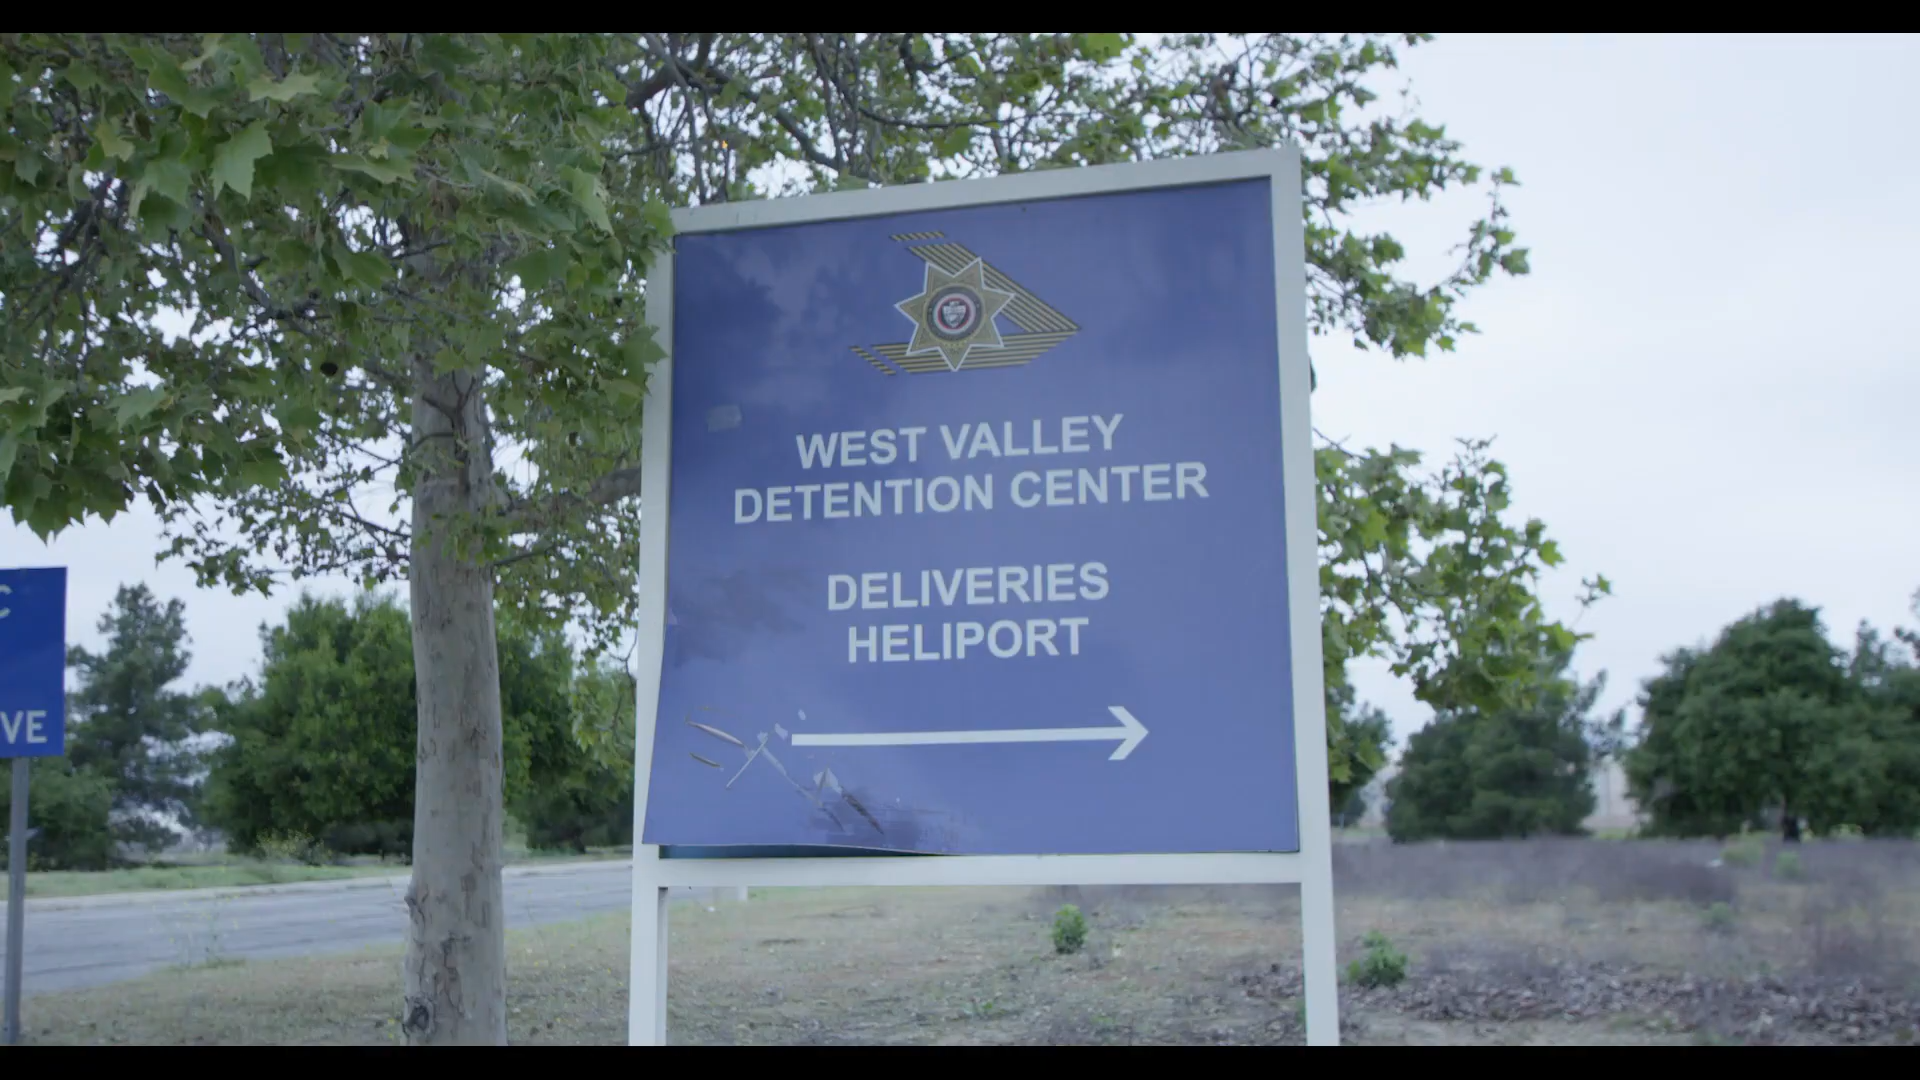 WEST VALLEY
DETENTION CENTER
DELIVERIES
HELIPORT
C
VE